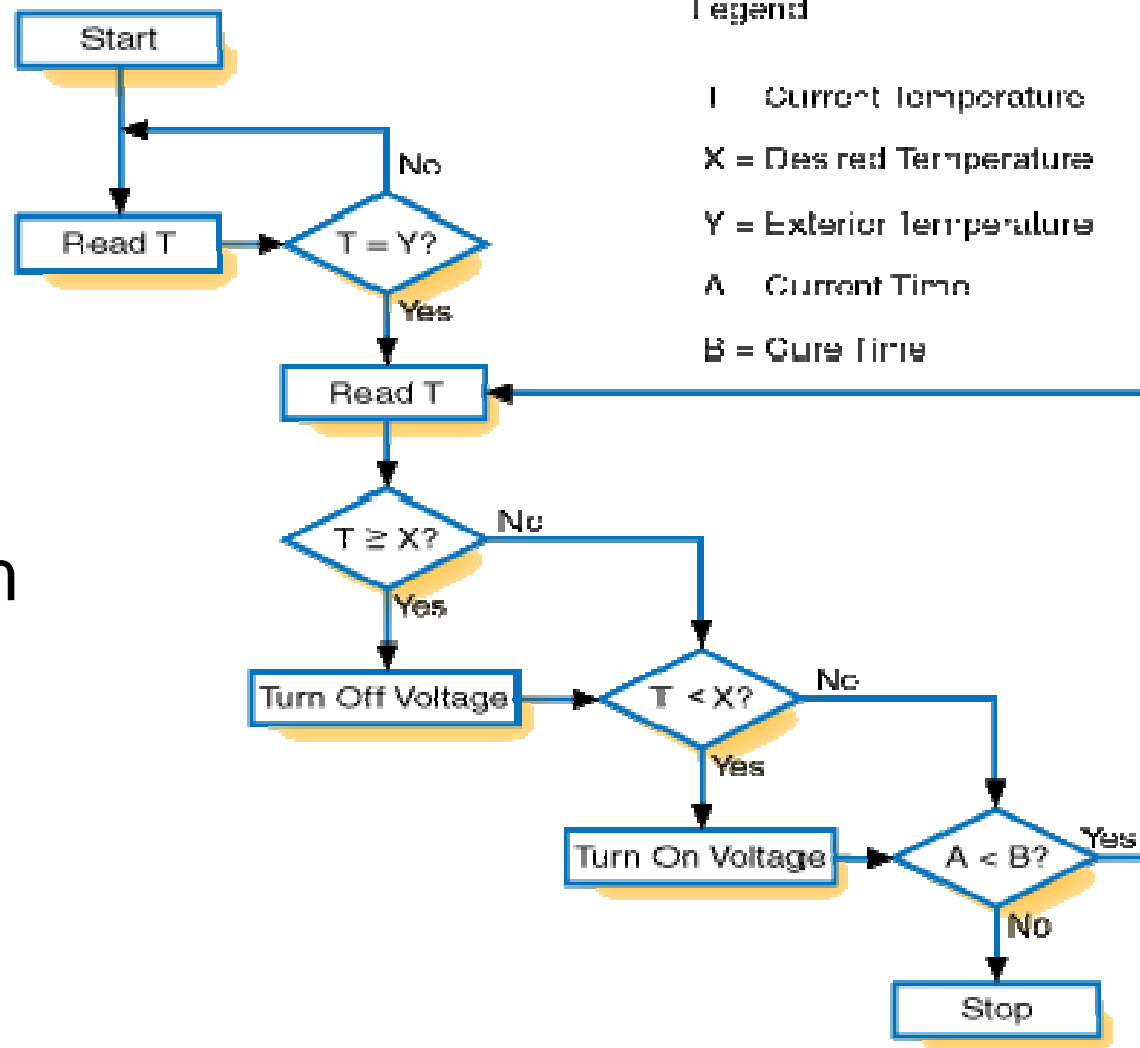 Start
Legend
T Current Temperature
No
X = Desired Temperature
Read T
T = Y?
Y = Exterior Temperature
A Current Time
Yes
B = Cure Time
Read T
No
T ≥ X?
n
Yes
Turn Off Voltage
T < X?
No
Yes
Turn On Voltage
A < B?
Yes
No
Stop